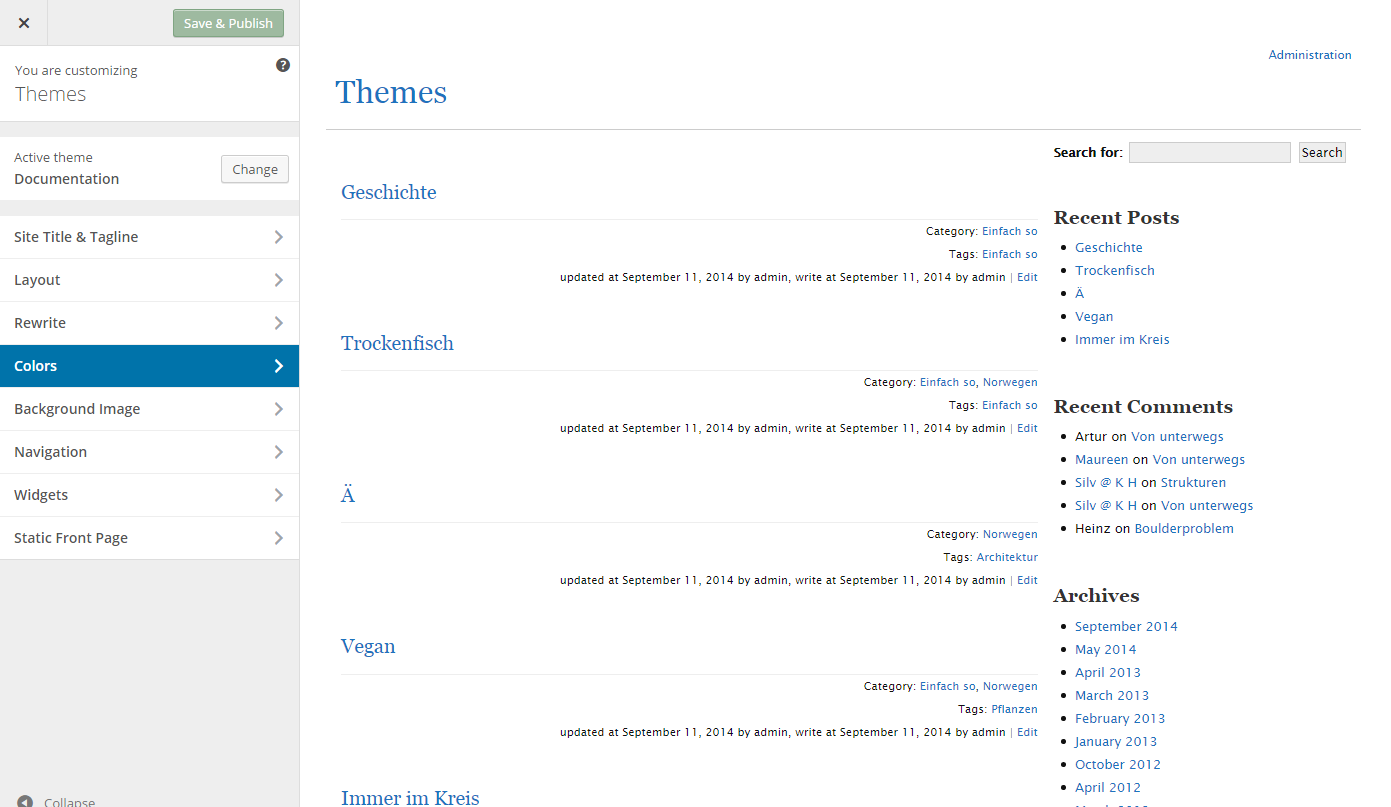 Save & Publish
You are customizing
Themes
Active theme
Documentation
Change
Site Title & Tagline
Layout
Rewrite
Colors
Background Image
Navigation
Widgets
Static Front Page
Collapse
Administration
Themes
Geschichte
Category: Einfach so
Tags: Einfach so
updated at September 11, 2014 by admin, write at September 11, 2014 by admin | Edit
Trockenfisch
Category: Einfach so, Norwegen
Tags: Einfach so
updated at September 11, 2014 by admin, write at September 11, 2014 by admin | Edit
Ä
Category: Norwegen
Tags: Architektur
updated at September 11, 2014 by admin, write at September 11, 2014 by admin | Edit
Vegan
Category: Einfach so, Norwegen
Tags: Pflanzen
updated at September 11, 2014 by admin, write at September 11, 2014 by admin | Edit
Immer im Kreis
Search for:
Search
Recent Posts
Geschichte
Trockenfisch
Ä
Vegan
Immer im Kreis
Recent Comments
Artur on Von unterwegs
Maureen on Von unterwegs
Silv @ K H on Strukturen
Silv @ K H on Von unterwegs
Heinz on Boulderproblem
Archives
September 2014
May 2014
April 2013
March 2013
February 2013
January 2013
October 2012
April 2012